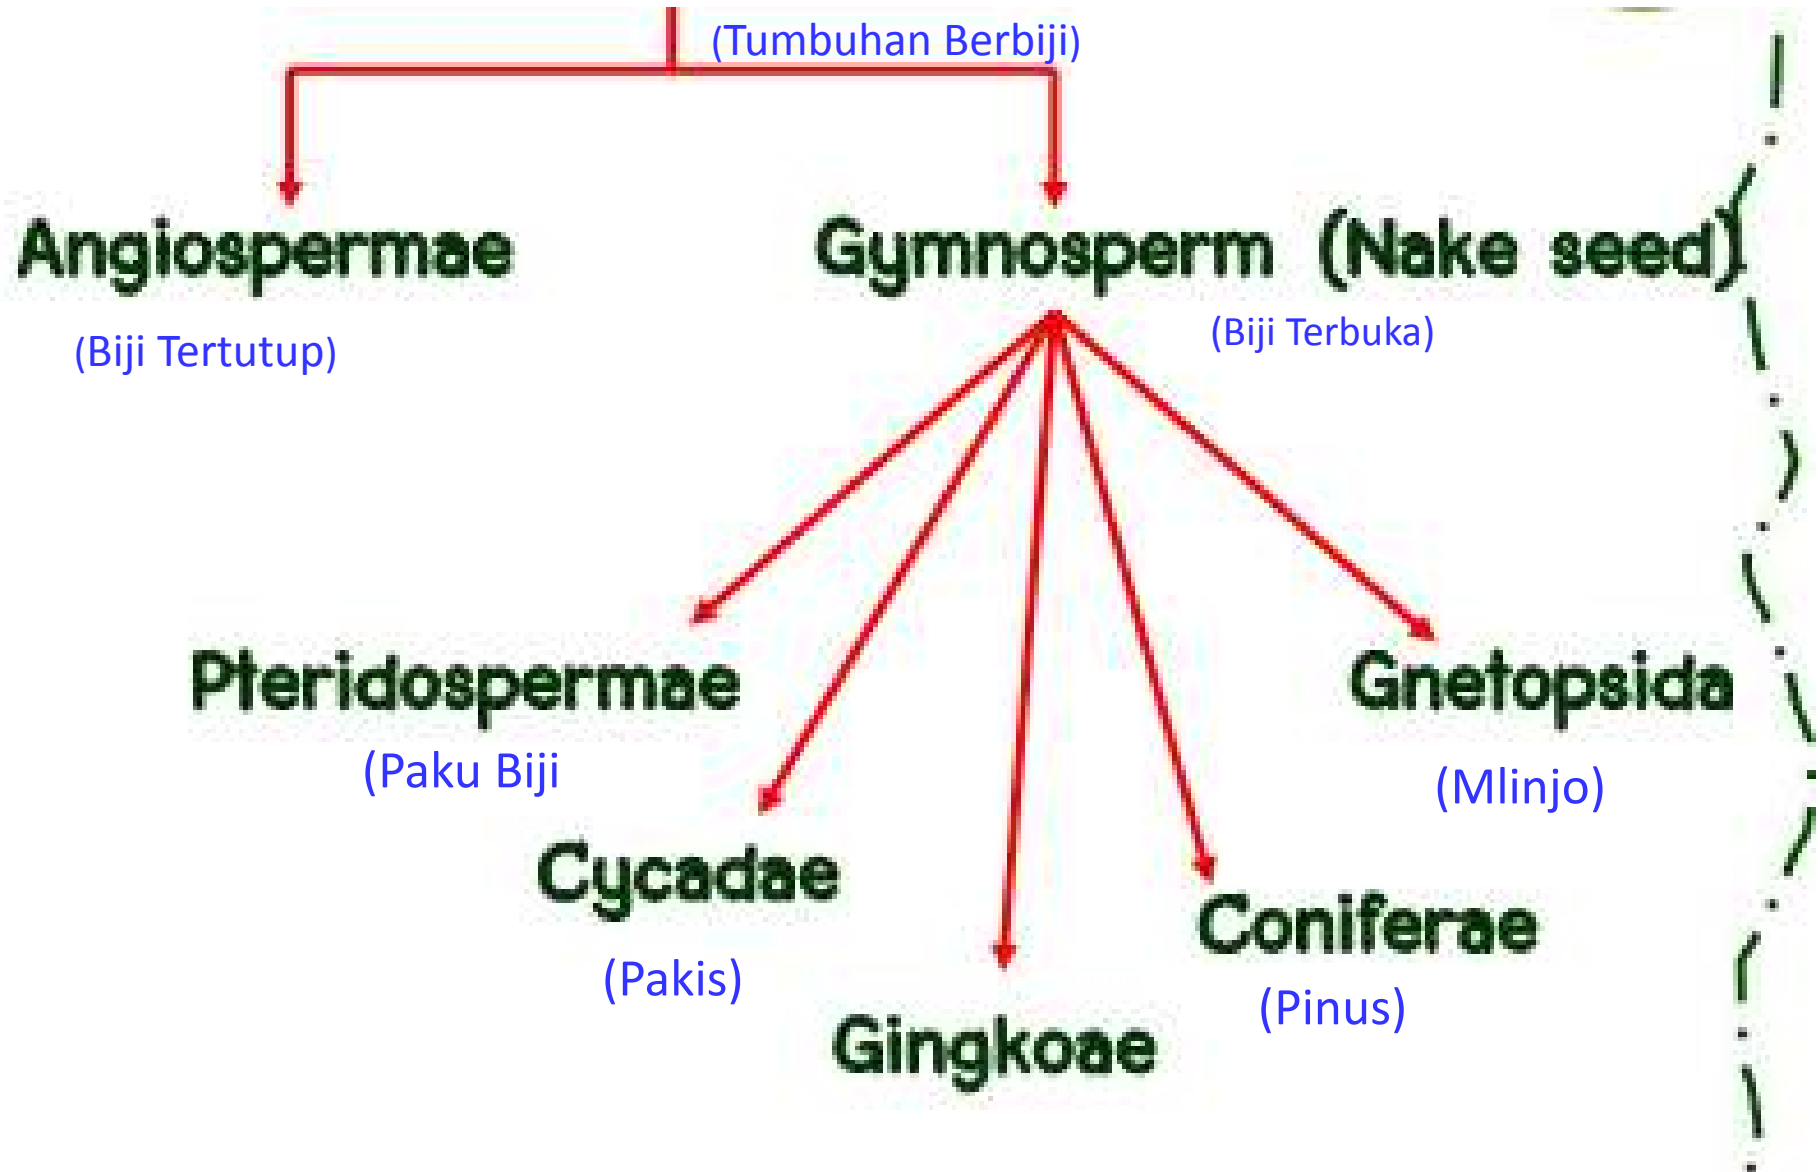 (Tumbuhan Berbiji)
Angiospermae
Gymnosperm (Nake seed)
(Biji Tertutup)
(Biji Terbuka)
Pteridospermae
Gnetopsida
(Paku Biji
(Mlinjo)
Cycadae
Coniferae
(Pakis)
(Pinus)
Gingkoae